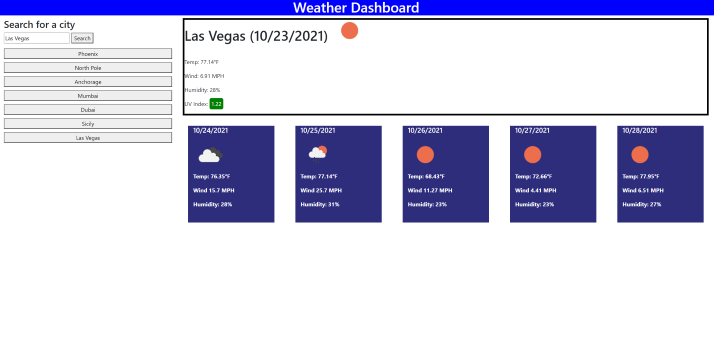 Weather Dashboard
Search for a city
Las Vegas Search
Phoenix
North Pole
Anchorage
Mumbai
Dubai
Sicily
Las Vegas
Las Vegas (10/23/2021)
Temp: 77.14°F
Wind: 6.91 MPH
Humidity: 28%
UV Index: 1.22
10/24/2021
Temp: 76.35°F
Wind 15.7 MPH
Humidity: 28%
10/25/2021
Temp: 77.14°F
Wind 25.7 MPH
Humidity: 31%
10/26/2021
Temp: 68.43°F
Wind 11.27 MPH
Humidity: 23%
10/27/2021
Temp: 72.66°F
Wind 4.41 MPH
Humidity: 23%
10/28/2021
Temp: 77.95°F
Wind 6.51 MPH
Humidity: 27%